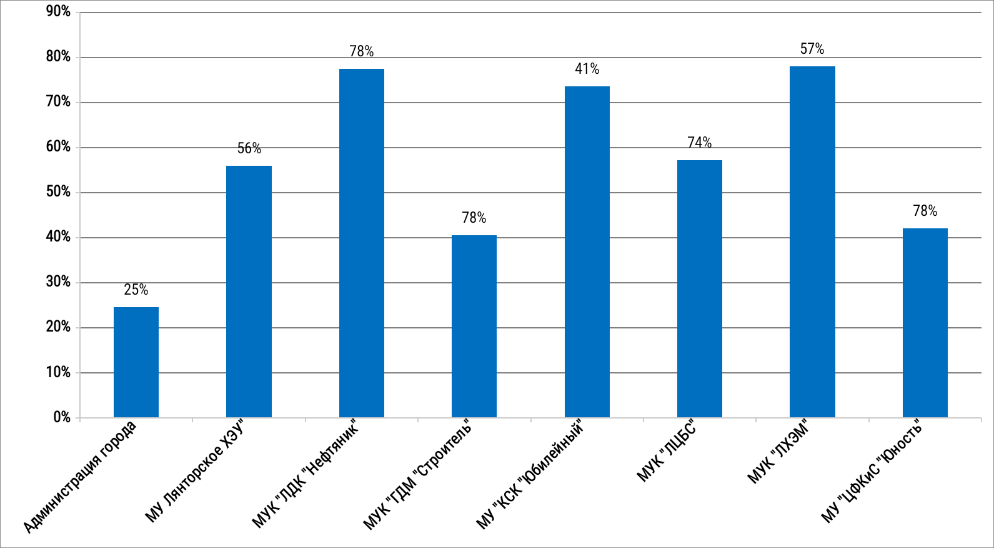 90%
80%
70%
60%
50%
40%
30%
20%
10%
0%
25%
56%
78%
78%
41%
74%
57%
78%
Администрация города
МУ Лянторское ХЭУ"
МУК "ЛДК "Нефтяник"
МУК "ГДМ "Строитель"
МУ "КСК "Юбилейный"
МУК "ЛЦБС"
МУК "ЛХЭМ"
МУ "ЦФКиС "Юность"